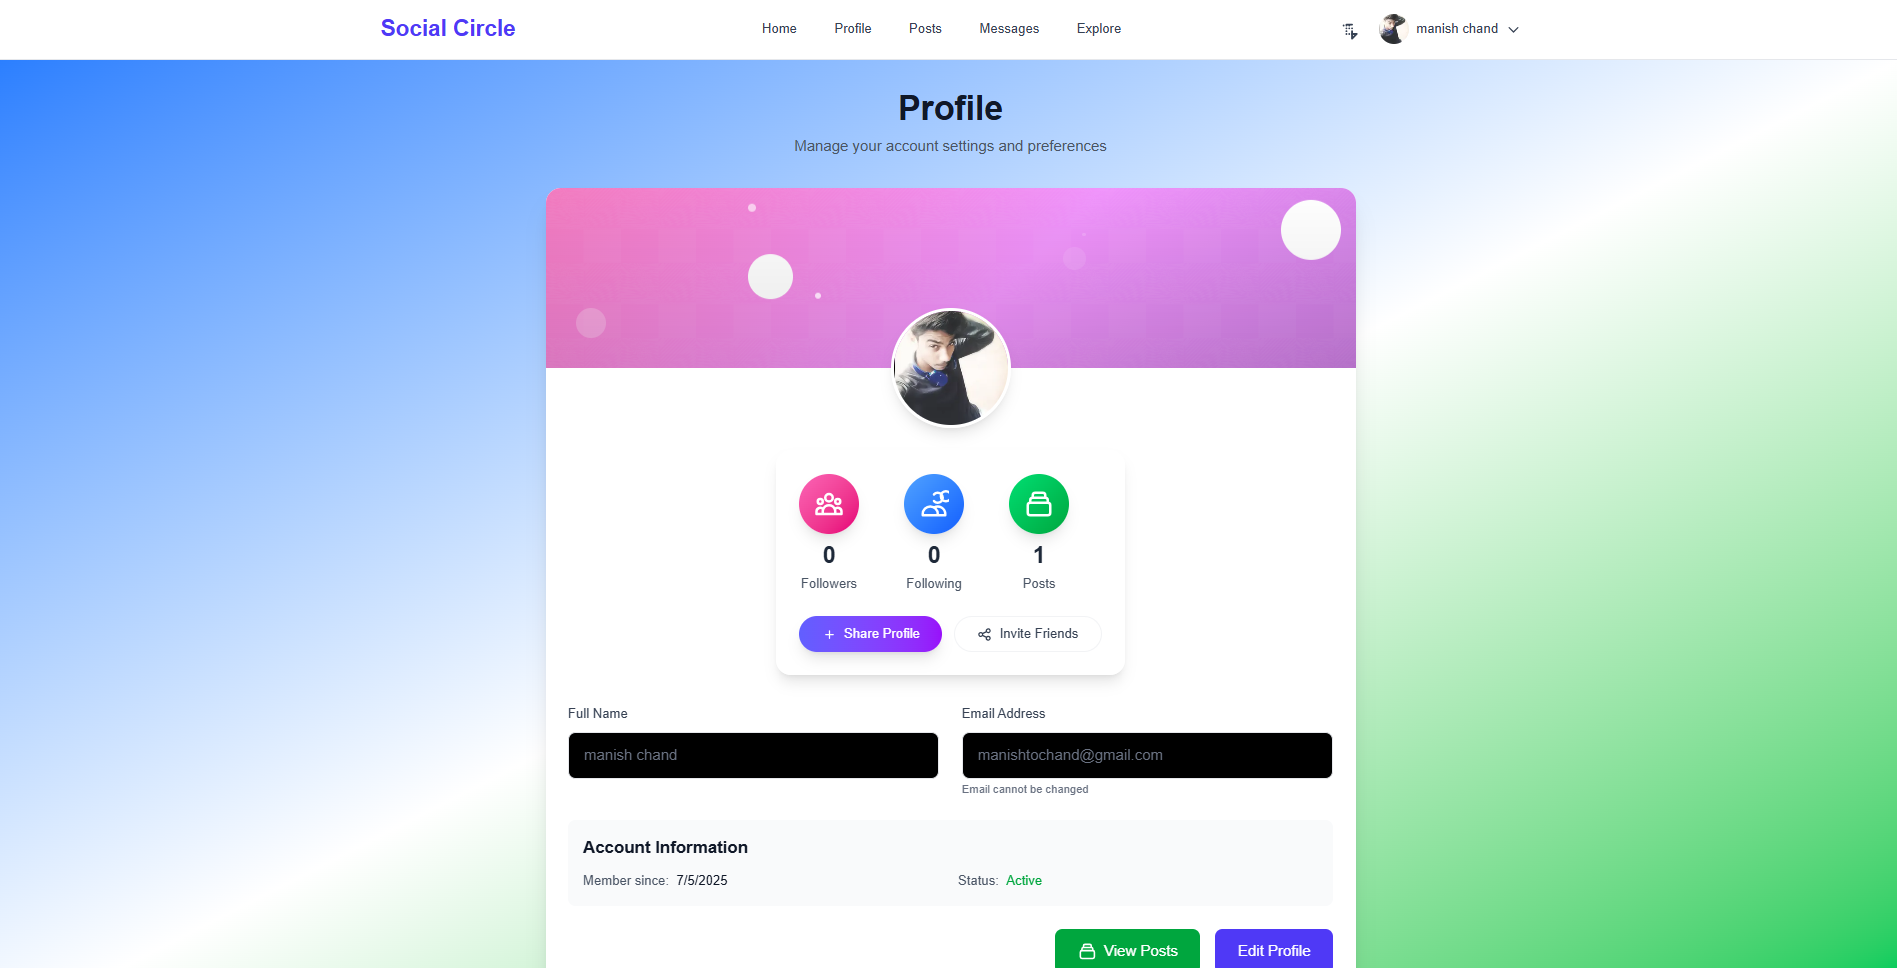 Social Circle
Home Profile Posts Messages Explore
manish chand
Profile
Manage your account settings and preferences
0 0 1
Followers Following Posts
Share Profile Invite Friends
Full Name Email Address
manish chand manishtochand@gmail.com
Email cannot be changed
Account Information
Member since: 7/5/2025 Status: Active
View Posts Edit Profile